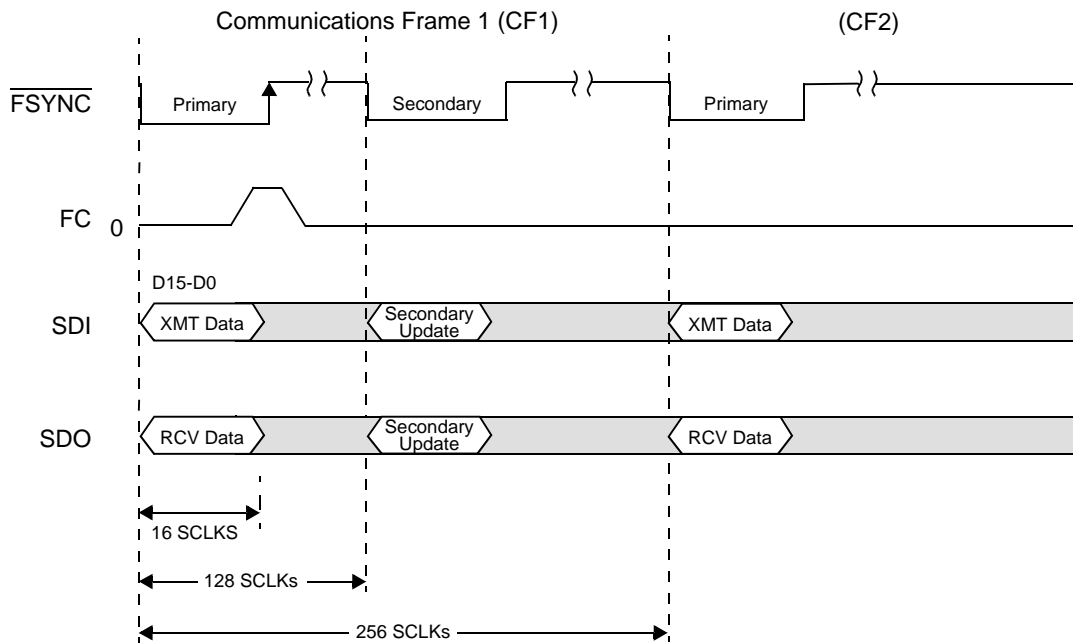 Communications Frame 1 (CF1)
(CF2)
FSYNC
Primary
Secondary
Primary
FC
0
D15-D0
SDI
XMT Data
Secondary
Update
XMT Data
SDO
RCV Data
Secondary
Update
RCV Data
16 SCLKS
128 SCLKs
256 SCLKs